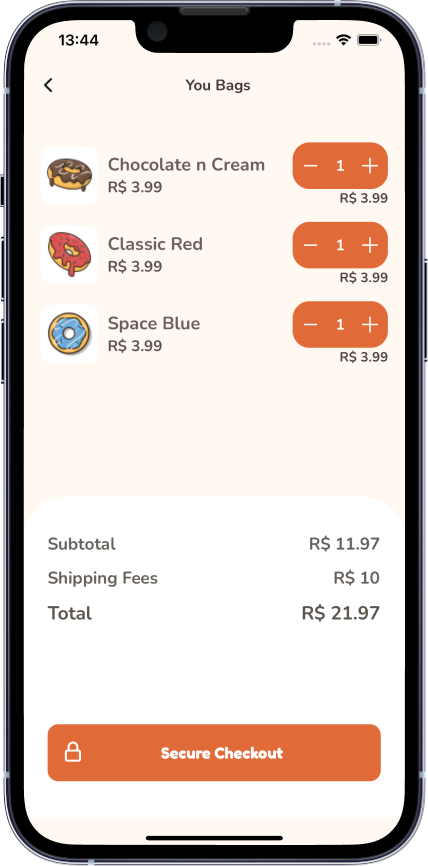 13:44
You Bags
Chocolate n Cream
R$ 3.99
1
R$ 3.99
Classic Red
R$ 3.99
1
R$ 3.99
Space Blue
R$ 3.99
1
R$ 3.99
Subtotal R$ 11.97
Shipping Fees R$ 10
Total R$ 21.97
Secure Checkout